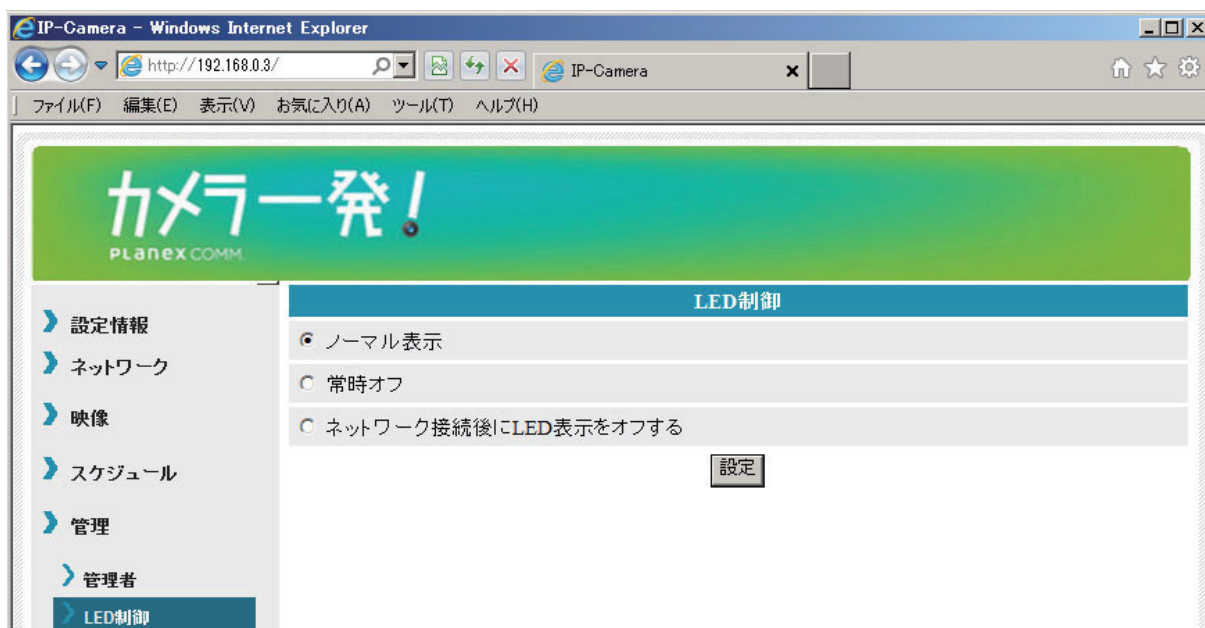 IP-Camera - Windows Internet Explorer
http://192.168.0.3/
IP-Camera
ファイル(F) 編集(E) 表示(V) お気に入り(A) ツール(T) ヘルプ(H)
カメラ一発!
PLanex COMM.
設定情報
ネットワーク
映像
スケジュール
管理
管理者
LED制御
LED制御
ノーマル表示
常時オフ
ネットワーク接続後にLED表示をオフする
設定